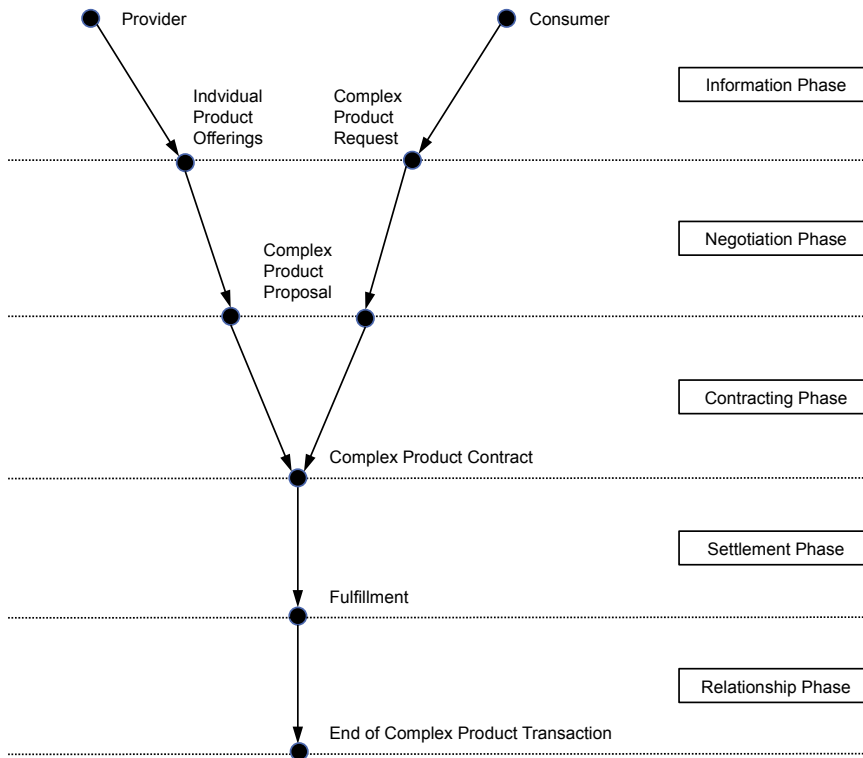 Provider
Consumer
Information Phase
Indvidual
Product
Offerings
Complex
Product
Request
Negotiation Phase
Complex
Product
Proposal
Contracting Phase
Complex Product Contract
Settlement Phase
Fulfillment
Relationship Phase
End of Complex Product Transaction